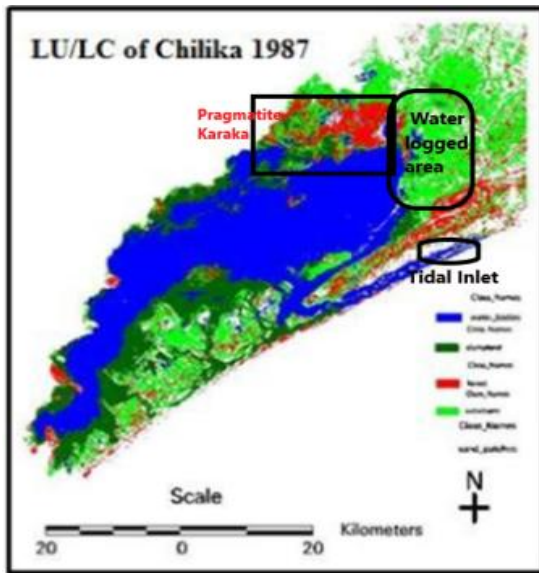 LU/LC of Chilika 1987
Pragmatite
Karaka
Water
logged
area
Tidal Inlet
Class_Names
water_bodies
Class_Names
Class_Names
Class_Names
N
Scale
Kilometers
20 0 20